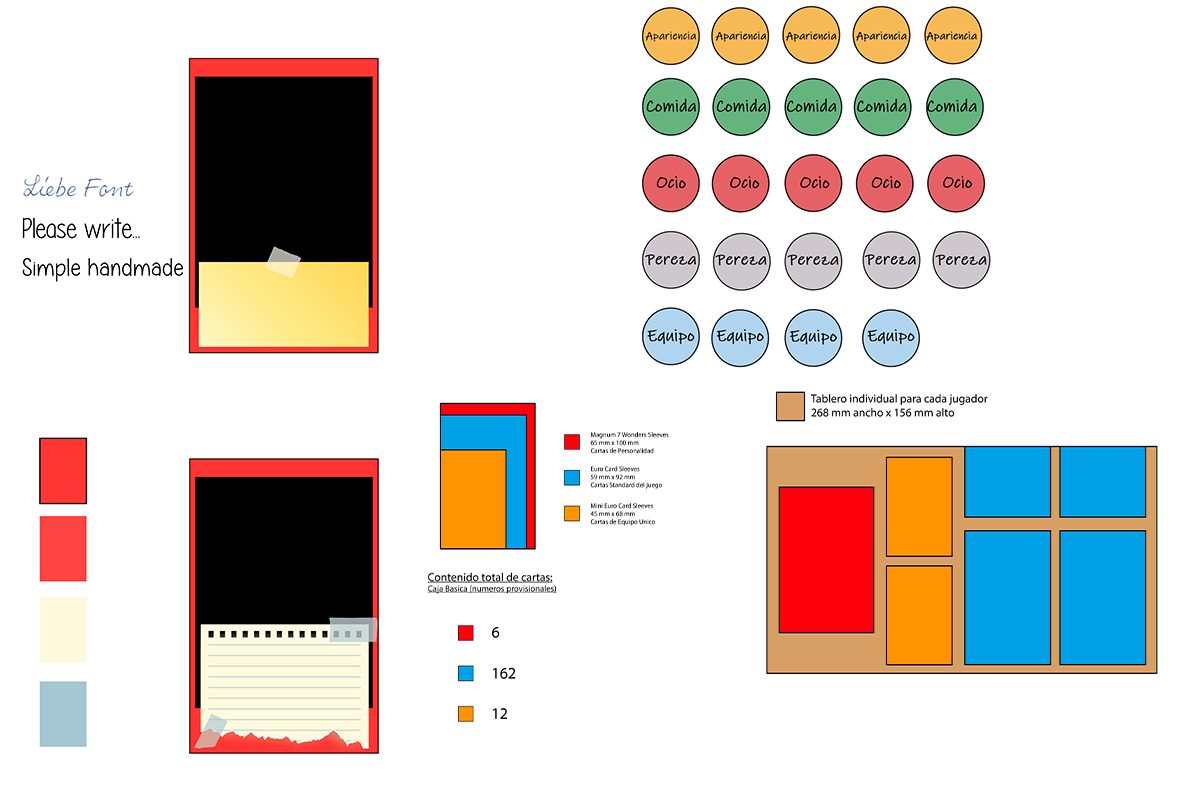 Liebe Font
Please write...
Simple handmade
Apariencia Apariencia Apariencia Apariencia Apariencia
Comida Comida Comida Comida Comida
Ocio Ocio Ocio Ocio Ocio
Pereza Pereza Pereza Pereza Pereza
Equipo Equipo Equipo Equipo
Tablero individual para cada jugador
268 mm ancho x 156 mm alto
Magnum 7 Wonders Sleeves
65 mm x 100 mm
Cartas de Personalidad
Euro Card Sleeves
59 mm x 92 mm
Cartas Standard del juego
Mini Euro Card Sleeves
45 mm x 68 mm
Cartas de Equipo Unico
Contenido total de cartas:
Caja Basica (numeros provisionales)
6
162
12